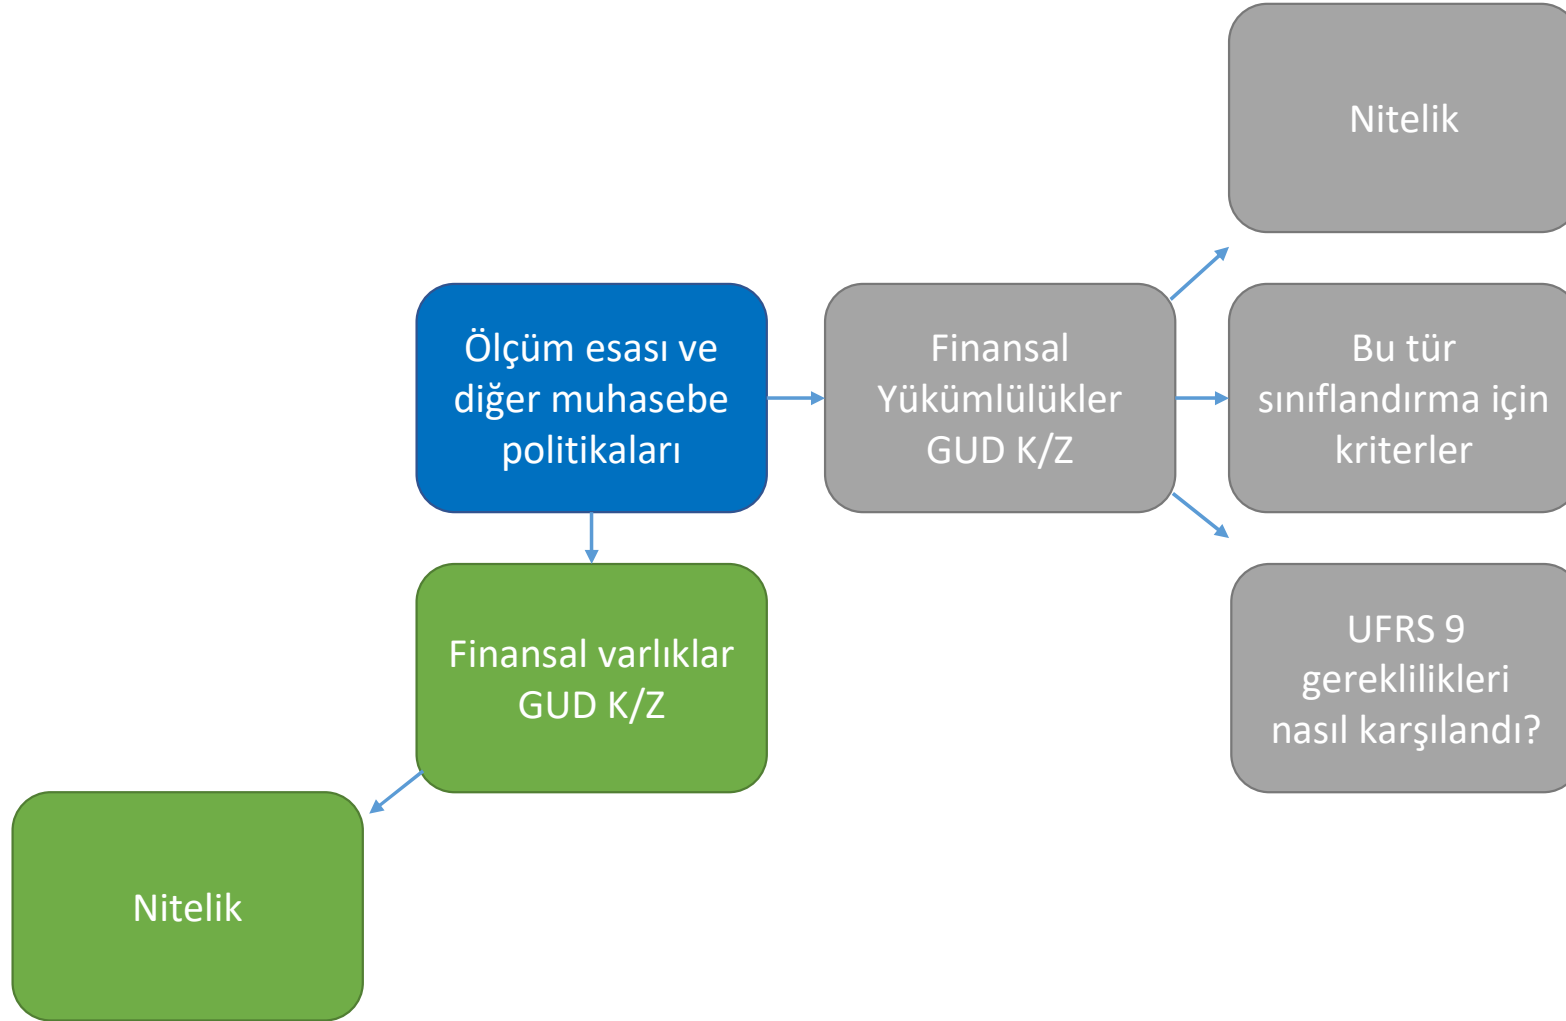 Nitelik
Ölçüm esası ve
diğer muhasebe
politikaları
Finansal
Yükümlülükler
GUD K/Z
Bu tür
sınıflandırma için
kriterler
Finansal varlıklar
GUD K/Z
UFRS 9
gereklilikleri
nasıl karşılandı?
Nitelik